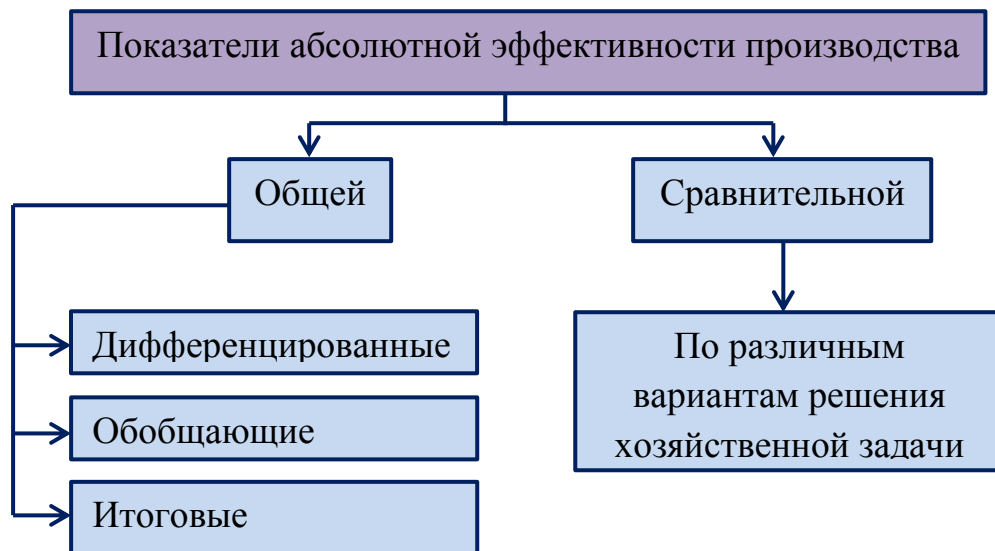 Показатели абсолютной эффективности производства
Общей
Сравнительной
Дифференцированные
Обобщающие
Итоговые
По различным
вариантам решения
хозяйственной задачи